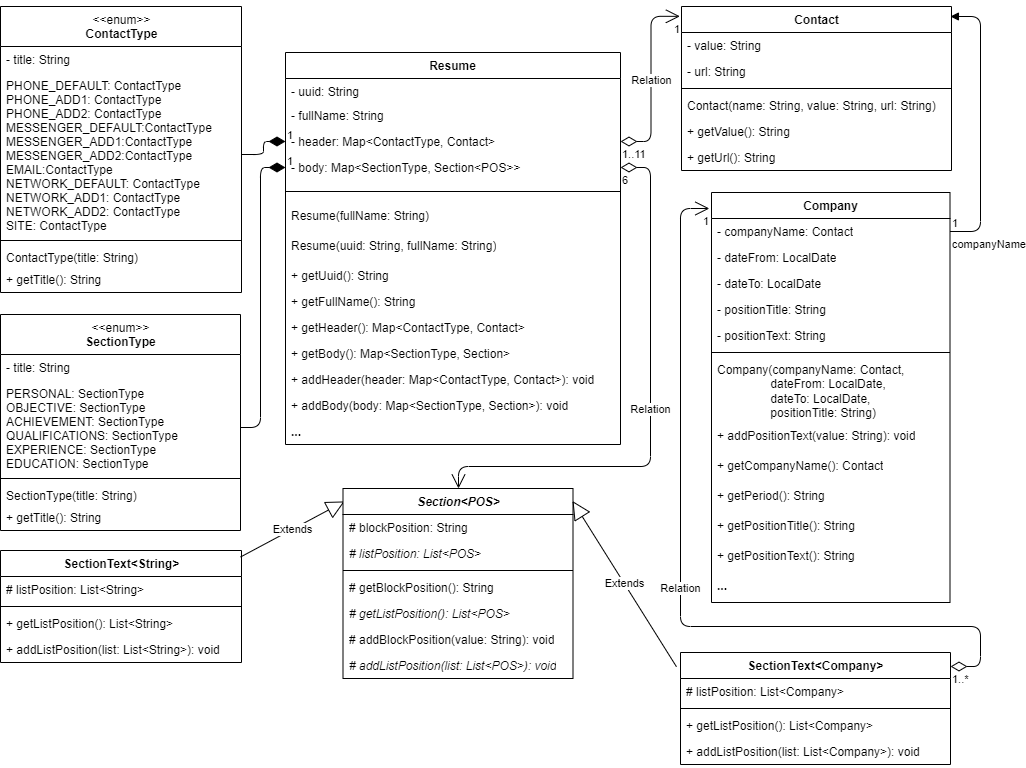 <<enum>>
ContactType
- title: String
PHONE_DEFAULT: ContactType
PHONE_ADD1: ContactType
PHONE_ADD2: ContactType
MESSENGER_DEFAULT:ContactType
MESSENGER_ADD1:ContactType
MESSENGER_ADD2:ContactType
EMAIL:ContactType
NETWORK_DEFAULT: ContactType
NETWORK_ADD1: ContactType
NETWORK_ADD2: ContactType
SITE: ContactType
ContactType(title: String)
+ getTitle(): String
<<enum>>
SectionType
- title: String
PERSONAL: SectionType
OBJECTIVE: SectionType
ACHIEVEMENT: SectionType
QUALIFICATIONS: SectionType
EXPERIENCE: SectionType
EDUCATION: SectionType
SectionType(title: String)
+ getTitle(): String
SectionText<String>
# listPosition: List<String>
+ getListPosition(): List<String>
+ addListPosition(list: List<String>): void
Extends
Resume
- uuid: String
- fullName: String
1
- header: Map<ContactType, Contact>
1
- body: Map<SectionType, Section<POS>>
Resume(fullName: String)
Resume(uuid: String, fullName: String)
+ getUuid(): String
+ getFullName(): String
+ getHeader(): Map<ContactType, Contact>
+ getBody(): Map<SectionType, Section>
+ addHeader(header: Map<ContactType, Contact>): void
+ addBody(body: Map<SectionType, Section>): void
...
Section<POS>
# blockPosition: String
# listPosition: List<POS>
# getBlockPosition(): String
# getListPosition(): List<POS>
# addBlockPosition(value: String): void
# addListPosition(list: List<POS>): void
1
Relation
1..11
6
Relation
Extends
Contact
- value: String
- url: String
Contact(name: String, value: String, url: String)
+ getValue(): String
+ getUrl(): String
1
Company
- companyName: Contact
- dateFrom: LocalDate
- dateTo: LocalDate
- positionTitle: String
- positionText: String
Company(companyName: Contact,
dateFrom: LocalDate,
dateTo: LocalDate,
positionTitle: String)
+ addPositionText(value: String): void
+ getCompanyName(): Contact
+ getPeriod(): String
+ getPositionTitle(): String
+ getPositionText(): String
...
1
companyName
Relation
SectionText<Company>
# listPosition: List<Company>
+ getListPosition(): List<Company>
+ addListPosition(list: List<Company>): void
1..*